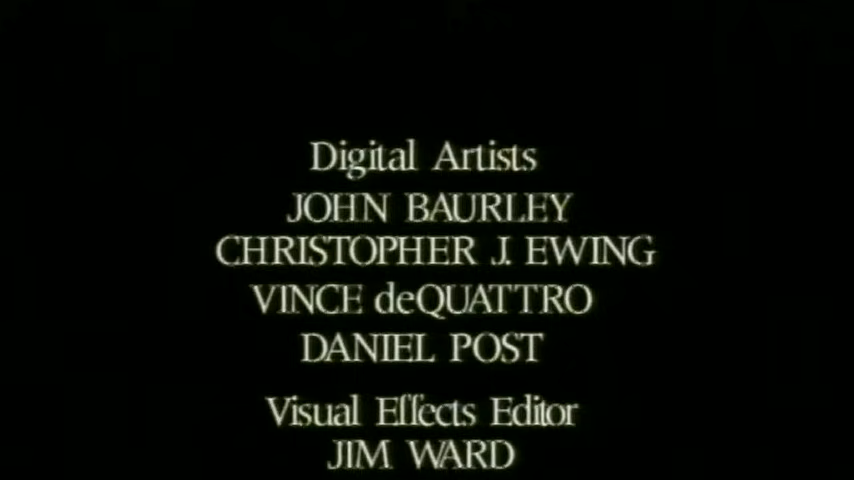 Digital Artists
JOHN BAURLEY
CHRISTOPHER J. EWING
VINCE deQUATTRO
DANIEL POST
Visual Effects Editor
JIM WARD